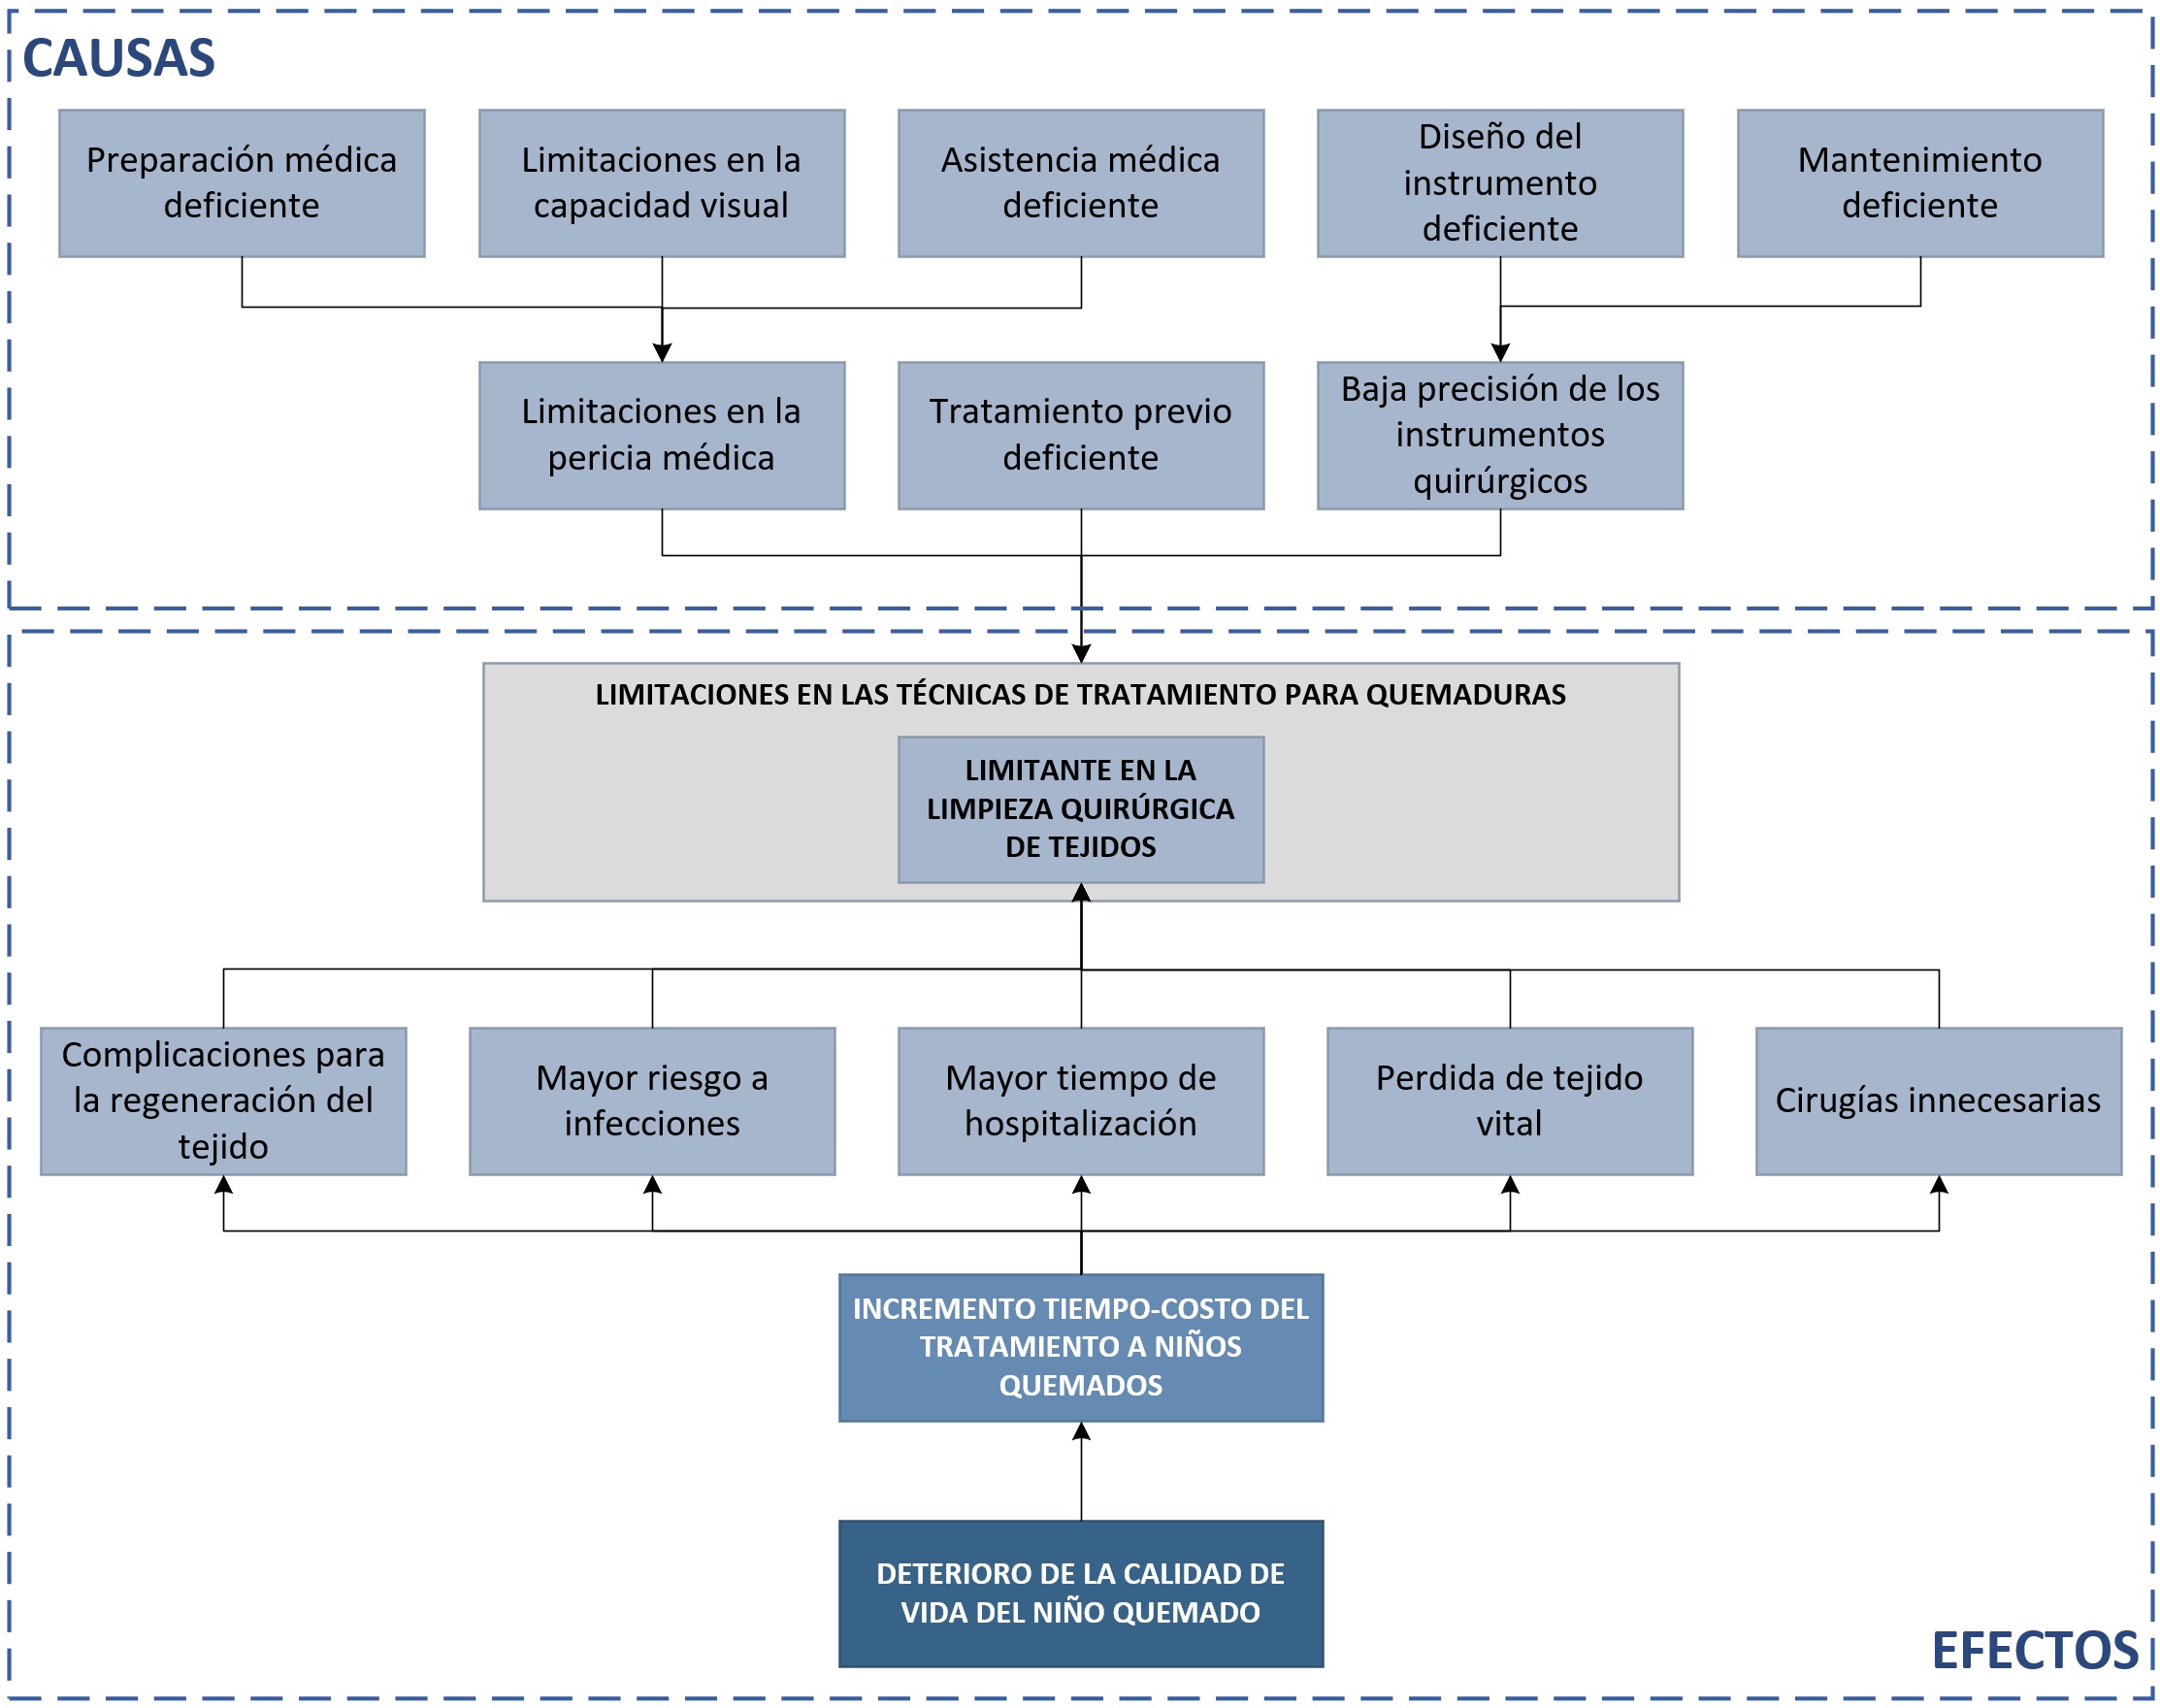 CAUSAS
Preparación médica
deficiente
Limitaciones en la
capacidad visual
Asistencia médica
deficiente
Diseño del
instrumento
deficiente
Mantenimiento
deficiente
Limitaciones en la
pericia médica
Tratamiento previo
deficiente
Baja precisión de los
instrumentos
quirúrgicos
LIMITACIONES EN LAS TÉCNICAS DE TRATAMIENTO PARA QUEMADURAS
LIMITANTE EN LA
LIMPIEZA QUIRÚRGICA
DE TEJIDOS
Complicaciones para
la regeneración del
tejido
Mayor riesgo a
infecciones
Mayor tiempo de
hospitalización
Perdida de tejido
vital
Cirugías innecesarias
INCREMENTO TIEMPO-COSTO DEL
TRATAMIENTO A NIÑOS
QUEMADOS
DETERIORO DE LA CALIDAD DE
VIDA DEL NIÑO QUEMADO
EFECTOS